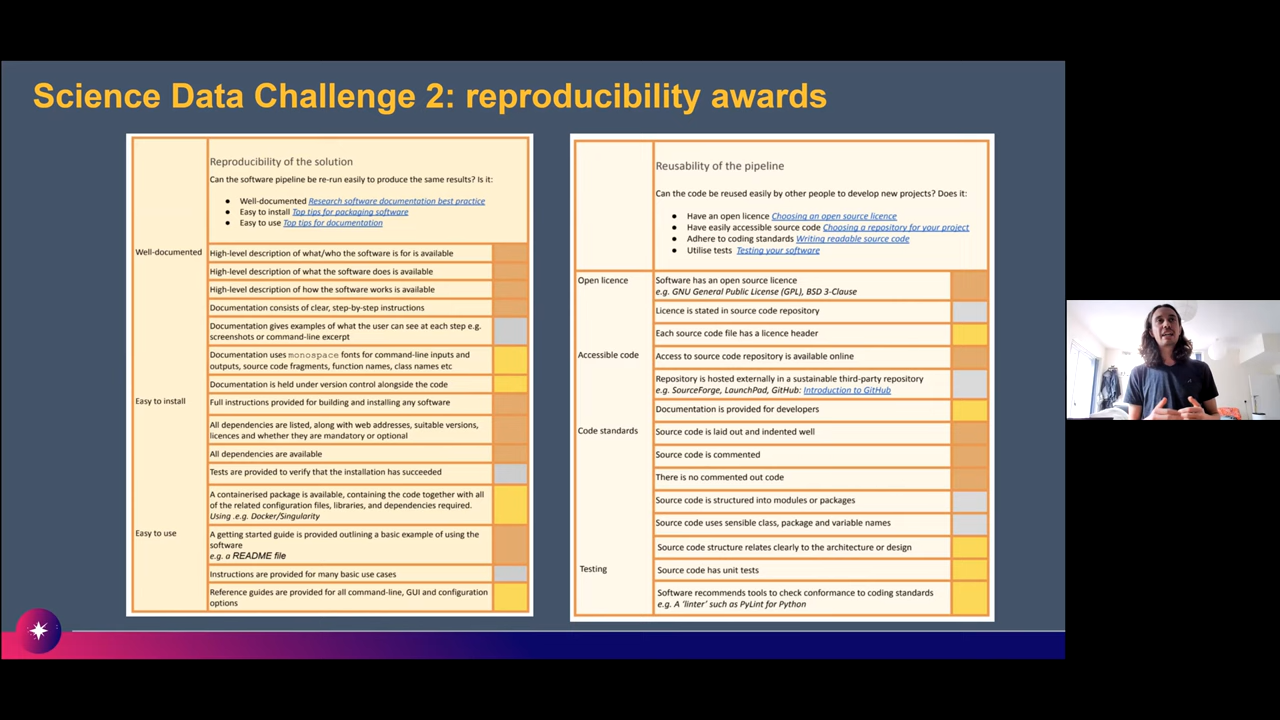 Science Data Challenge 2: reproducibility awards
Reproducibility of the solution
Can the software pipeline be re-run easily to produce the same results? Is it:
● Well-documented Research software documentation best practice
● Easy to install Top tips for packaging software
● Easy to use Top tips for documentation
Well-documented
High-level description of what/who the software is for is available
High-level description of what the software does is available
High-level description of how the software works is available
Documentation consists of clear, step-by-step instructions
Documentation gives examples of what the user can see at each step e.g.
screenshots or command-line excerpt
Documentation uses monospace fonts for command-line inputs and
outputs, source code fragments, function names, class names etc
Documentation is held under version control alongside the code
Easy to install
Full instructions provided for building and installing any software
All dependencies are listed, along with web addresses, suitable versions,
licences and whether they are mandatory or optional
All dependencies are available
Tests are provided to verify that the installation has succeeded
A containerised package is available, containing the code together with all
of the related configuration files, libraries, and dependencies required.
Using .e.g. Docker/Singularity
Easy to use
A getting started guide is provided outlining a basic example of using the
software
e.g. a README file
Instructions are provided for many basic use cases
Reference guides are provided for all command-line, GUI and configuration
options
Reusability of the pipeline
Can the code be reused easily by other people to develop new projects? Does it:
● Have an open licence Choosing an open source licence
● Have easily accessible source code Choosing a repository for your project
● Adhere to coding standards Writing readable source code
● Utilise tests Testing your software
Open licence
Software has an open source licence
e.g. GNU General Public License (GPL), BSD 3-Clause
Licence is stated in source code repository
Each source code file has a licence header
Accessible code
Access to source code repository is available online
Repository is hosted externally in a sustainable third-party repository
e.g. SourceForge, LaunchPad, GitHub: Introduction to GitHub
Documentation is provided for developers
Code standards
Source code is laid out and indented well
Source code is commented
There is no commented out code
Source code is structured into modules or packages
Source code uses sensible class, package and variable names
Source code structure relates clearly to the architecture or design
Testing
Source code has unit tests
Software recommends tools to check conformance to coding standards
e.g. A 'linter' such as PyLint for Python